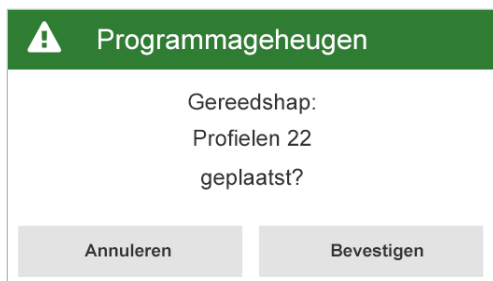 Programmageheugen
Gereedshap:
Profielen 22
geplaatst?
Annuleren
Bevestigen